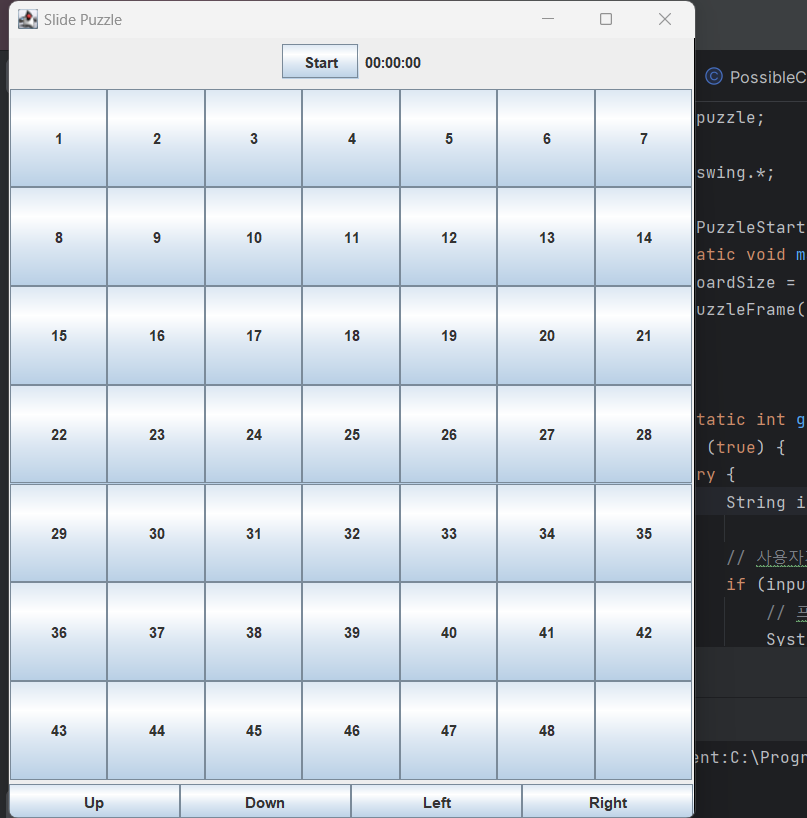 Slide Puzzle
Start 00:00:00
1 2 3 4 5 6 7
8 9 10 11 12 13 14
15 16 17 18 19 20 21
22 23 24 25 26 27 28
29 30 31 32 33 34 35
36 37 38 39 40 41 42
43 44 45 46 47 48
Up Down Left Right
C PossibleC
puzzle;
swing.*;
PuzzleStart
atic void m
oardSize =
uzzleFrame(
tatic int g
(true) {
ry {
String i
// 사용자
if (inpu
//
Syst
ent:C:\Progr